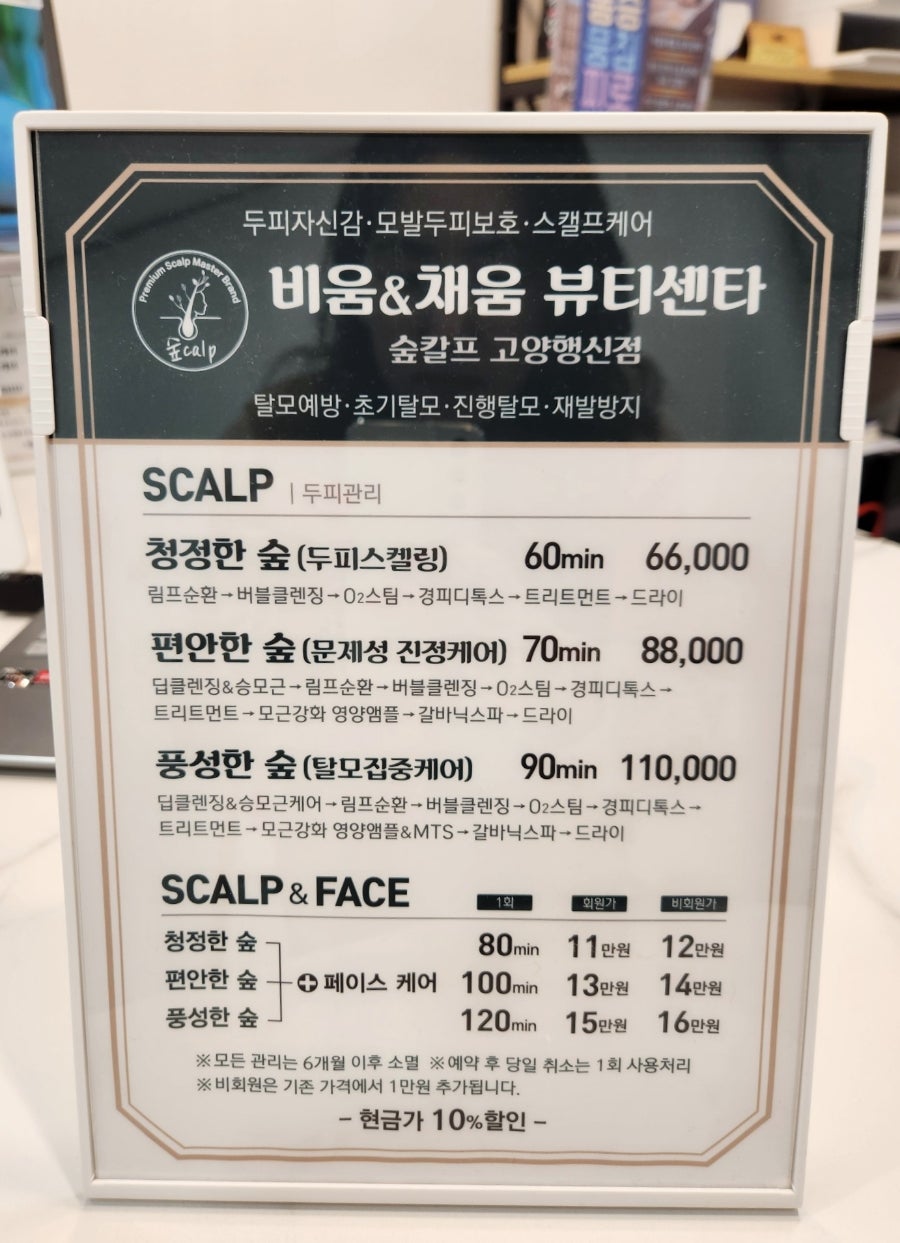 두피자신감·모발두피보호·스캘프케어
Premium Scalp Master Brand
숲calp
비움&채움 뷰티센타
숲칼프 고양행신점
탈모예방·초기탈모·진행탈모·재발방지
SCALP | 두피관리
청정한 숲 (두피스켈링) 60min 66,000
림프순환→버블클렌징→O2스팀→경피디톡스→트리트먼트→드라이
편안한 숲 (문제성 진정케어) 70min 88,000
딥클렌징&승모근→림프순환→버블클렌징→O2스팀→경피디톡스→
트리트먼트→모근강화 영양앰플→갈바닉스파→드라이
풍성한 숲 (탈모집중케어) 90min 110,000
딥클렌징&승모근케어→림프순환→버블클렌징→O2스팀→경피디톡스→
트리트먼트→모근강화 영양앰플&MTS→갈바닉스파→드라이
SCALP & FACE 1회 회원가 비회원가
청정한 숲 80min 11만원 12만원
편안한 숲 페이스 케어 100min 13만원 14만원
풍성한 숲 120min 15만원 16만원
※모든 관리는 6개월 이후 소멸 ※예약 후 당일 취소는 1회 사용처리
※비회원은 기존 가격에서 1만원 추가됩니다.
– 현금가 10%할인 –